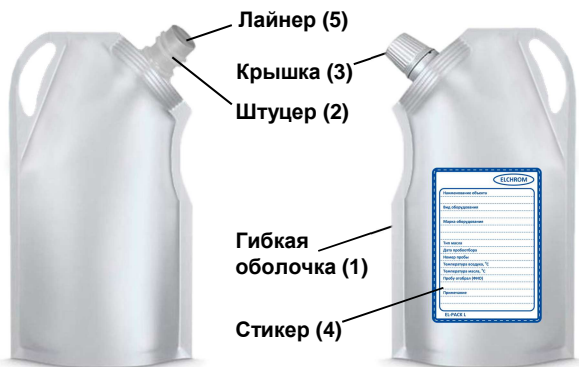 Лайнер (5)
Крышка (3)
Штуцер (2)
ELCHROM
Наименование объекта
Вид оборудования
Марка оборудования
Гибкая
оболочка (1)
Тип масла
Дата пробоотбора
Номер пробы
Температура воздуха, °C
Температура масла, °C
Пробу отобрал (ФИО)
Примечание
Стикер (4)
EL-PACK L